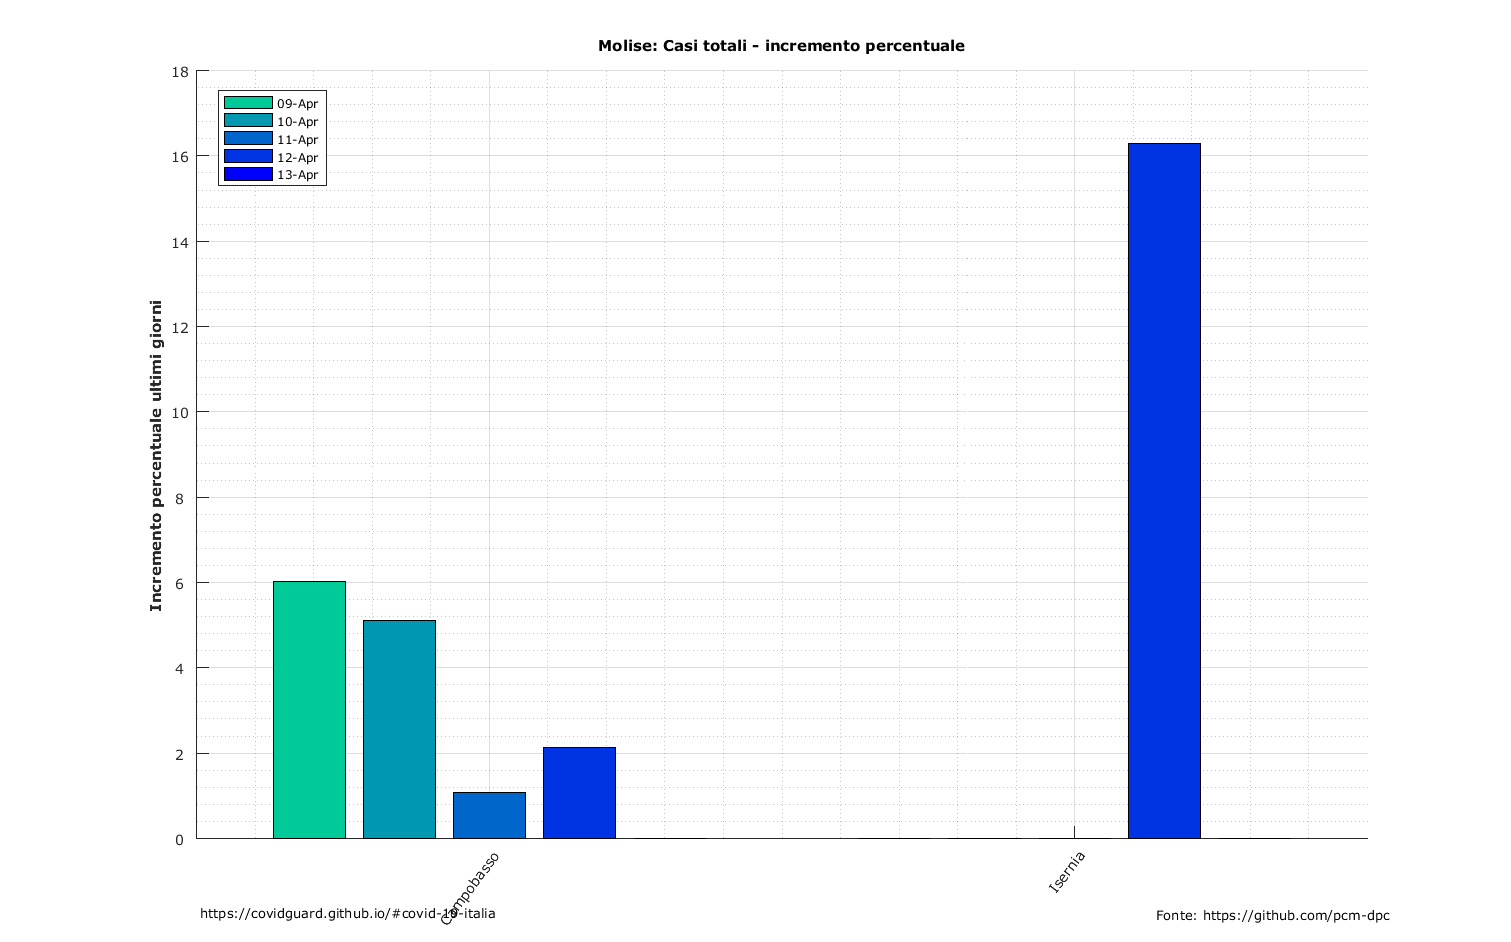 Molise: Casi totali - incremento percentuale
18
16
14
12
10
8
6
4
2
0
Incremento percentuale ultimi giorni
09-Apr
10-Apr
11-Apr
12-Apr
13-Apr
Campobasso
Isernia
https://covidguard.github.io/#covid-19-italia
Fonte: https://github.com/pcm-dpc